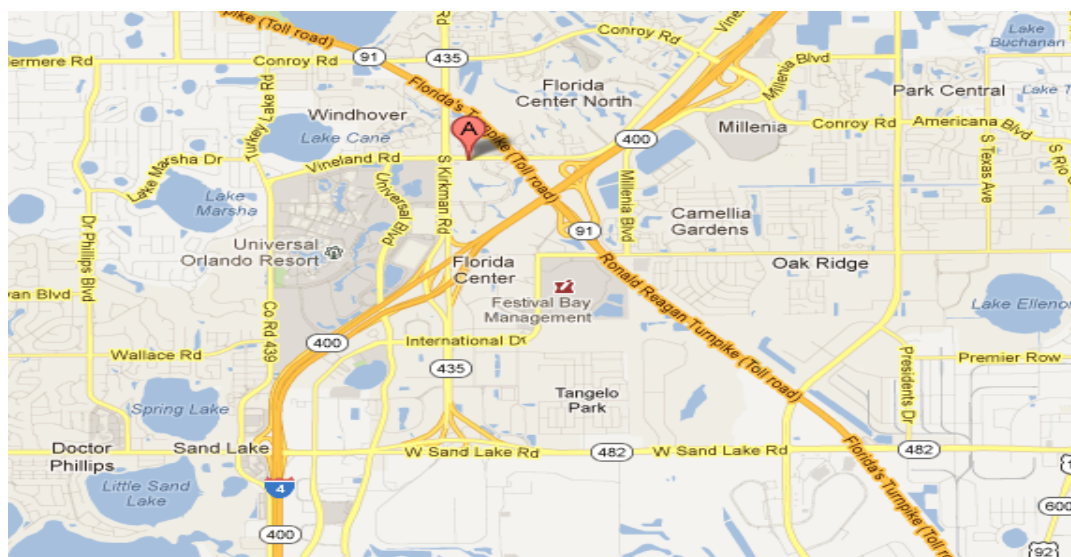 Turnpike (Toll road)
Lake
Buchanan
dermere Rd
91
Conroy Rd
435
S Rd
Conroy Rd
Vine
Millenia Blvd
Florida's Turnpike (Toll road)
Florida
Center North
Park Central
Lake T
Turkey Lake Rd
Windhover
Lake Cane
A
400
Millenia
Millenia Blvd
Conroy Rd
Americana Blvd
Lake Marsha Dr
Vineland Rd
S Kirkman Rd
Millenia Blvd
S Texas Ave
S Rio
Lake
Marsha
Universal Blvd
Dr Phillips Blvd
Universal
Orlando Resort
91
Camellia
Gardens
Florida
Center
Oak Ridge
Ronald Reagan Turnpike (Toll road)
Festival Bay
Management
Lake Ellenor
Co Rd 439
Wallace Rd
400
International Dr
435
Presidents Dr
Premier Row
Tangelo
Park
Spring Lake
Doctor
Phillips
Sand Lake
W Sand Lake Rd
482
W Sand Lake Rd
482
Florida's Turnpike (Toll ro
Little Sand
Lake
4
400
600
92